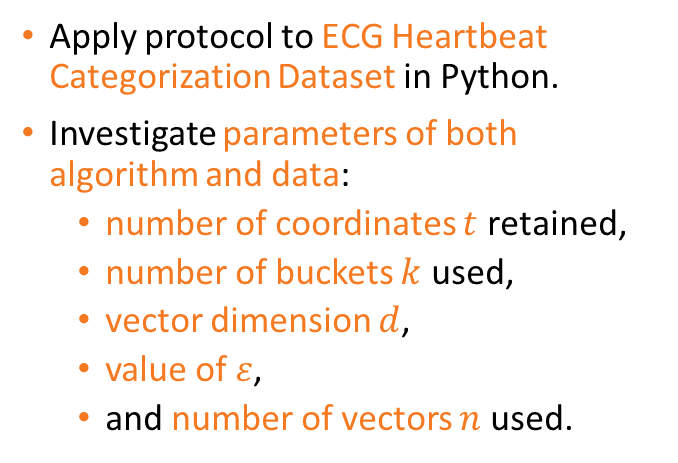 • Apply protocol to ECG Heartbeat
Categorization Dataset in Python.
• Investigate parameters of both
algorithm and data:
• number of coordinates t retained,
• number of buckets k used,
• vector dimension d,
• value of ε,
• and number of vectors n used.